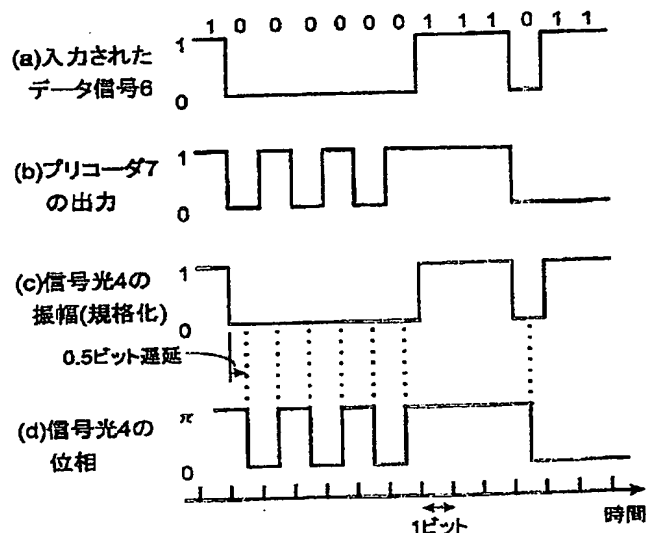 1 0 0 0 0 0 0 1 1 1 0 1 1
(a)入力された
データ信号6
1
0
(b)プリコーダ7
の出力
1
0
(c)信号光4の
振幅(規格化)
1
0
0.5ビット遅延
(d)信号光4の
位相
π
0
1ビット
時間